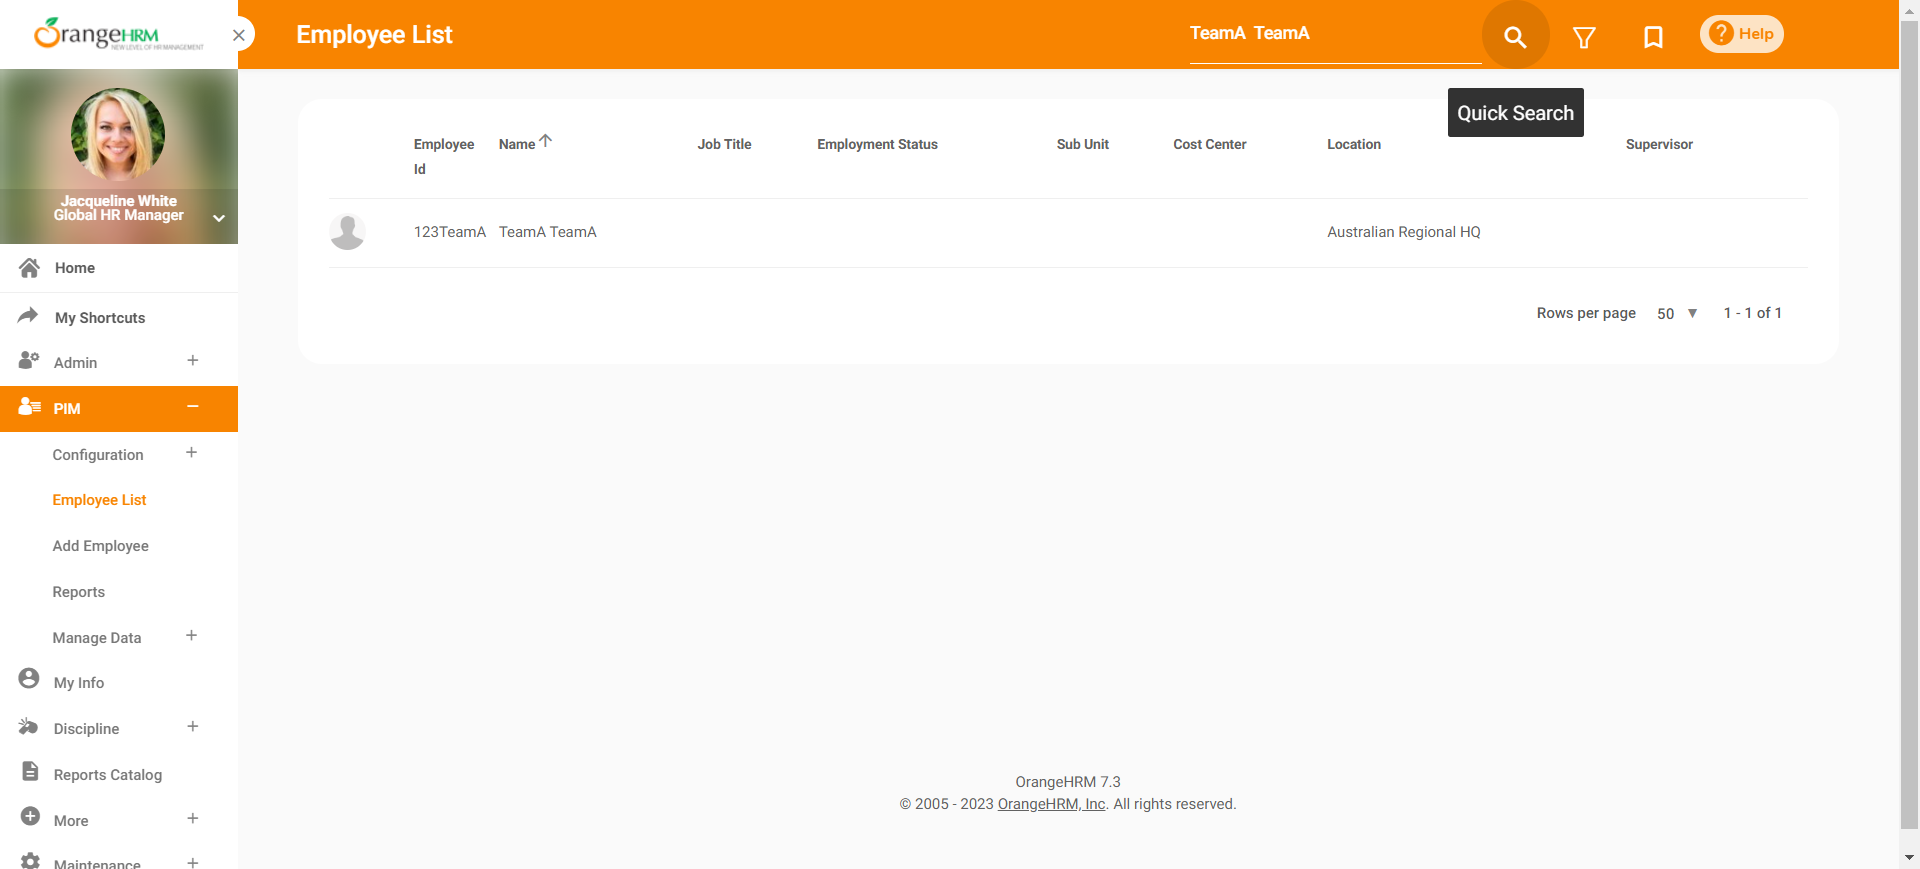 OrangeHRM
NEW LEVEL OF HR MANAGEMENT
Employee List
TeamA  TeamA
Help
Quick Search
Jacqueline White
Global HR Manager
Home
My Shortcuts
Admin
PIM
Configuration
Employee List
Add Employee
Reports
Manage Data
My Info
Discipline
Reports Catalog
More
Maintenance
Employee Id
Name
Job Title
Employment Status
Sub Unit
Cost Center
Location
Supervisor
123TeamA TeamA TeamA Australian Regional HQ
Rows per page 50 ▼ 1 - 1 of 1
OrangeHRM 7.3
© 2005 - 2023 OrangeHRM, Inc. All rights reserved.